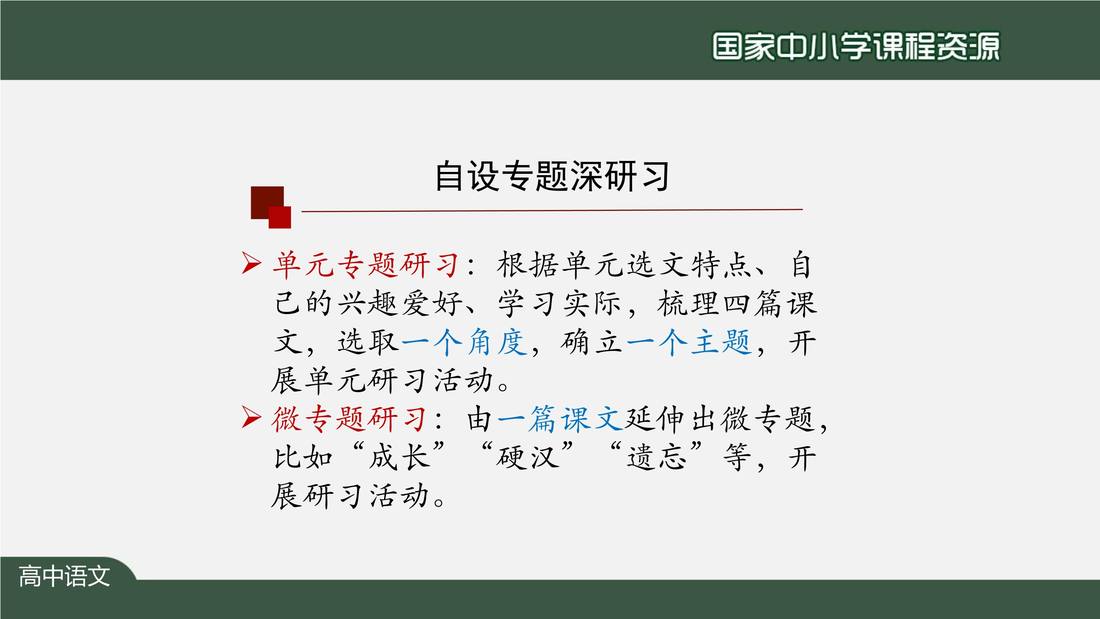 国家中小学课程资源
自设专题深研习
➢ 单元专题研习：根据单元选文特点、自
己的兴趣爱好、学习实际，梳理四篇课
文，选取一个角度，确立一个主题，开
展单元研习活动。
➢ 微专题研习：由一篇课文延伸出微专题，
比如“成长”“硬汉”“遗忘”等，开
展研习活动。
高中语文